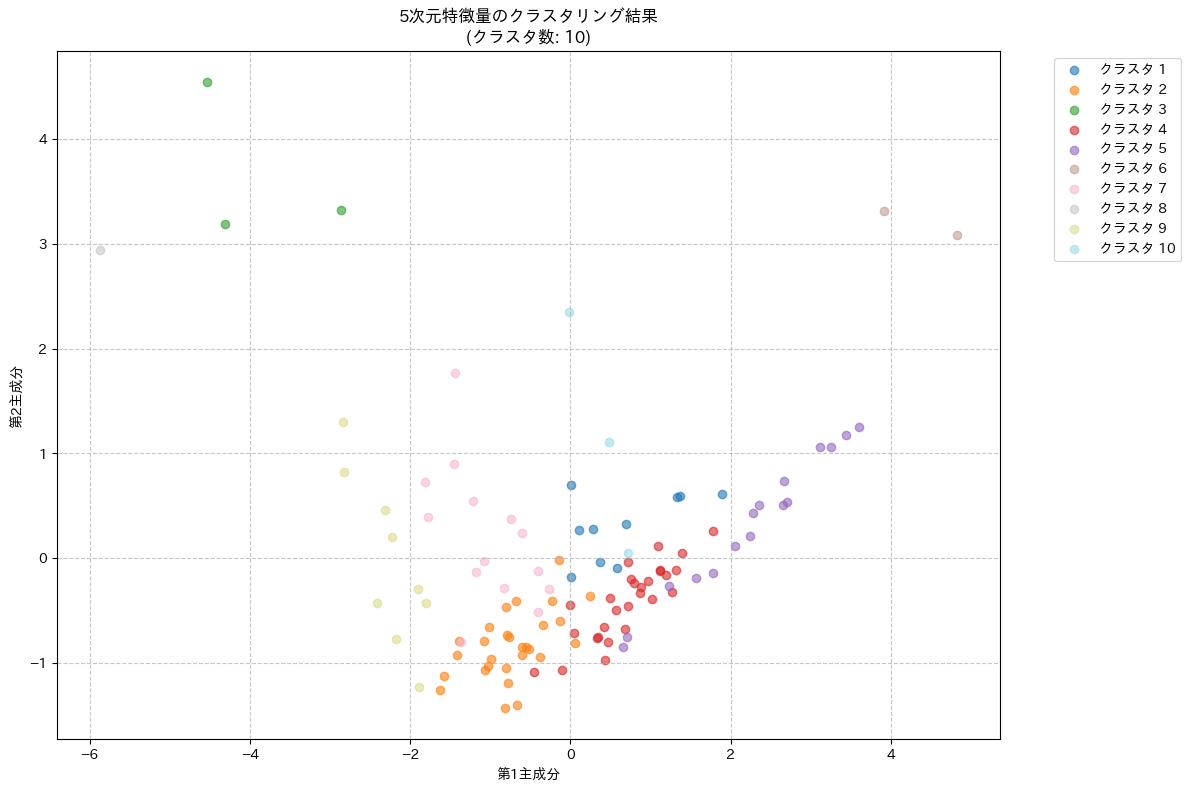 5次元特徴量のクラスタリング結果
(クラスタ数: 10)
クラスタ 1
クラスタ 2
クラスタ 3
クラスタ 4
クラスタ 5
クラスタ 6
クラスタ 7
クラスタ 8
クラスタ 9
クラスタ 10
第2主成分
4
3
2
1
0
−1
−6
−4
−2
0
2
4
第1主成分